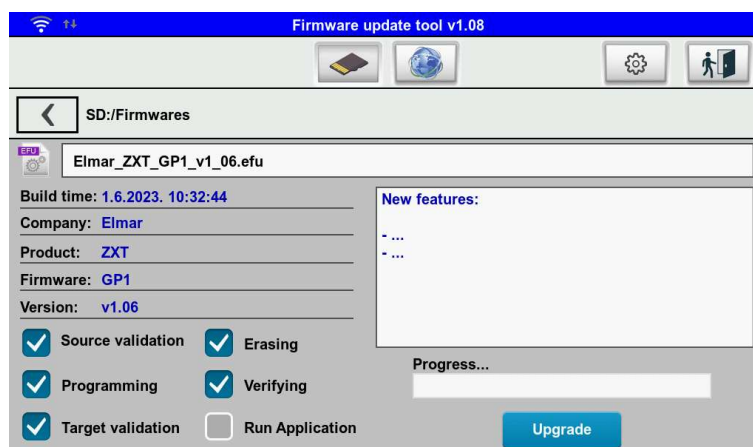 Firmware update tool v1.08
SD:/Firmwares
EFU
Elmar_ZXT_GP1_v1_06.efu
Build time: 1.6.2023. 10:32:44
Company: Elmar
Product: ZXT
Firmware: GP1
Version: v1.06
New features:
- ...
- ...
Source validation
Erasing
Programming
Verifying
Target validation
Run Application
Progress...
Upgrade